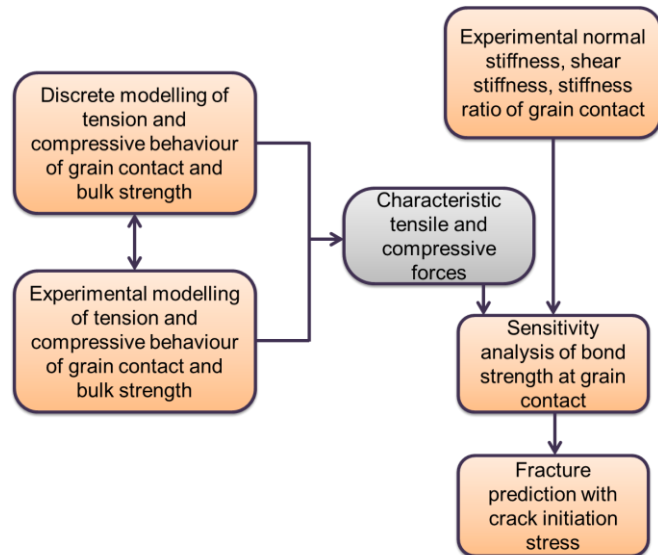 Discrete modelling of
tension and
compressive behaviour
of grain contact and
bulk strength
Experimental modelling
of tension and
compressive behaviour
of grain contact and
bulk strength
Characteristic
tensile and
compressive
forces
Experimental normal
stiffness, shear
stiffness, stiffness
ratio of grain contact
Sensitivity
analysis of bond
strength at grain
contact
Fracture
prediction with
crack initiation
stress